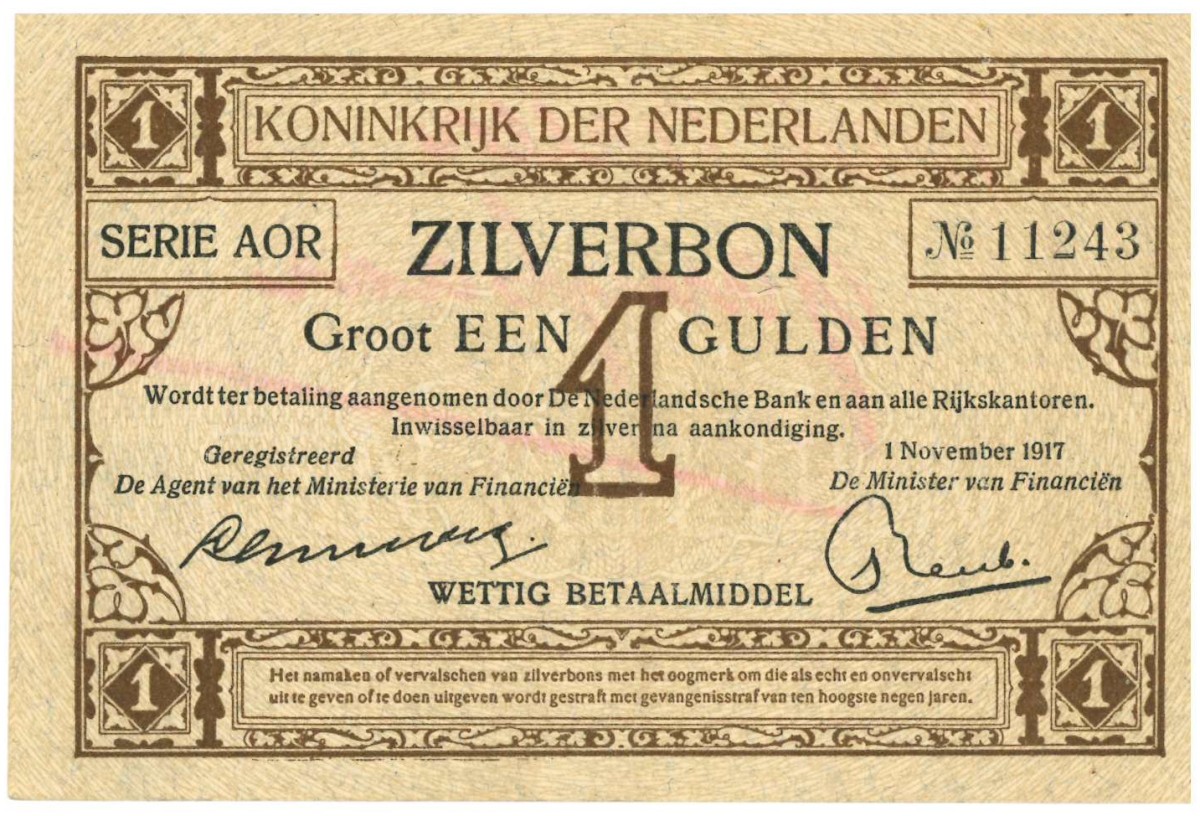 1 KONINKRIJK DER NEDERLANDEN 1
SERIE AOR ZILVERBON № 11243
Groot EEN 1 GULDEN
Wordt ter betaling aangenomen door De Nederlandsche Bank en aan alle Rijkskantoren.
Inwisselbaar in zilver na aankondiging.
Geregistreerd 1 November 1917
De Agent van het Ministerie van Financiën De Minister van Financiën
WETTIG BETAALMIDDEL
1 Het namaken of vervalschen van zilverbons met het oogmerk om die als echt en onvervalscht 1
uit te geven of te doen uitgeven wordt gestraft met gevangenisstraf van ten hoogste negen jaren.